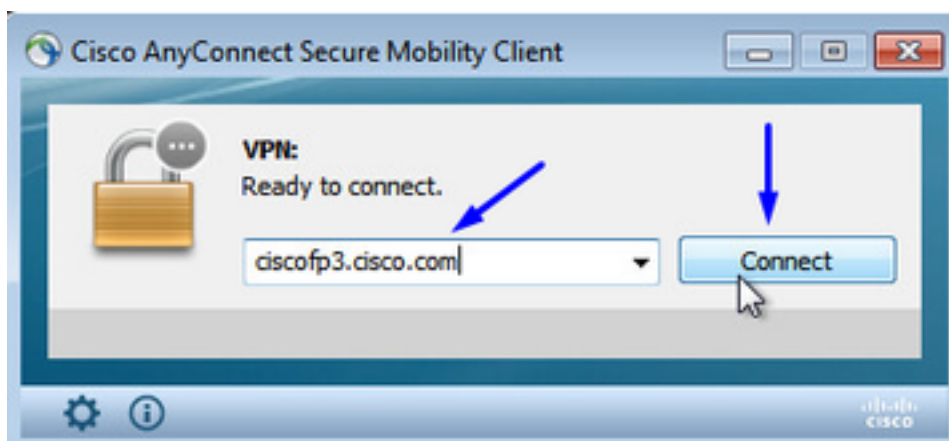 Cisco AnyConnect Secure Mobility Client
VPN:
Ready to connect.
ciscofp3.cisco.com
Connect
CISCO